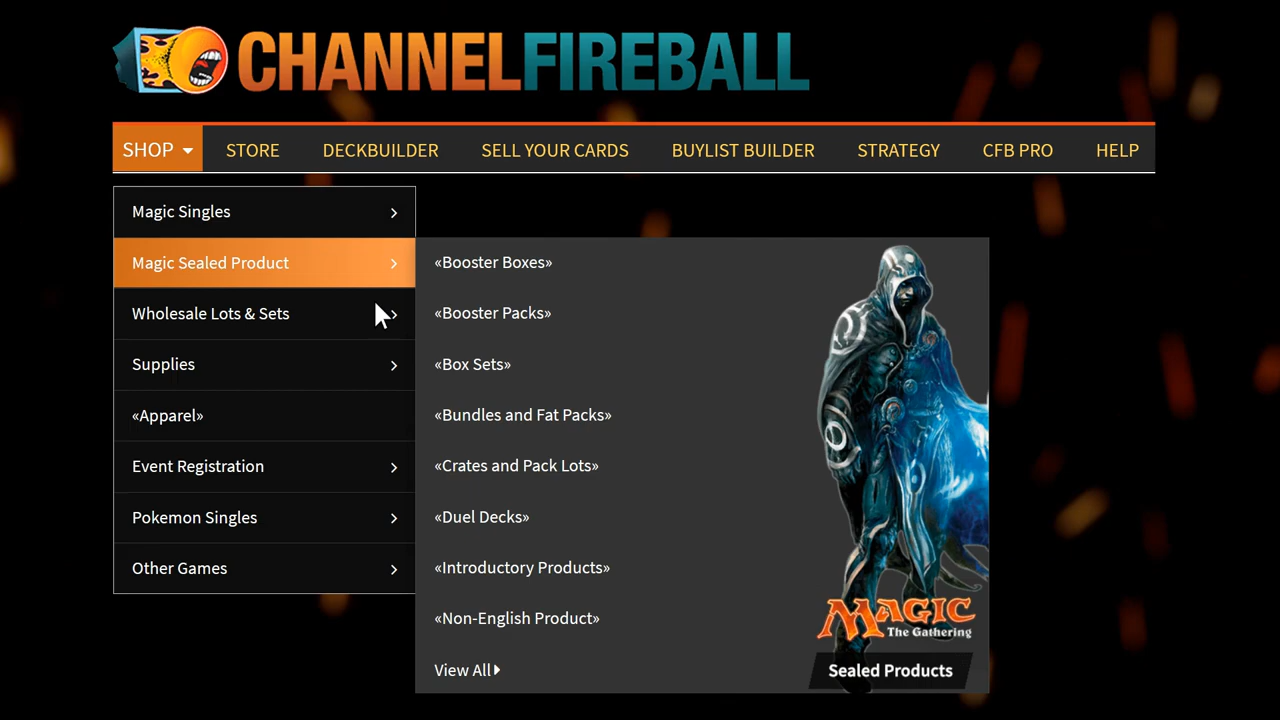 CHANNELFIREBALL
SHOP STORE DECKBUILDER SELL YOUR CARDS BUYLIST BUILDER STRATEGY CFB PRO HELP
Magic Singles
Magic Sealed Product
Wholesale Lots & Sets
Supplies
«Apparel»
Event Registration
Pokemon Singles
Other Games
«Booster Boxes»
«Booster Packs»
«Box Sets»
«Bundles and Fat Packs»
«Crates and Pack Lots»
«Duel Decks»
«Introductory Products»
«Non-English Product»
View All
MAGIC
The Gathering
Sealed Products